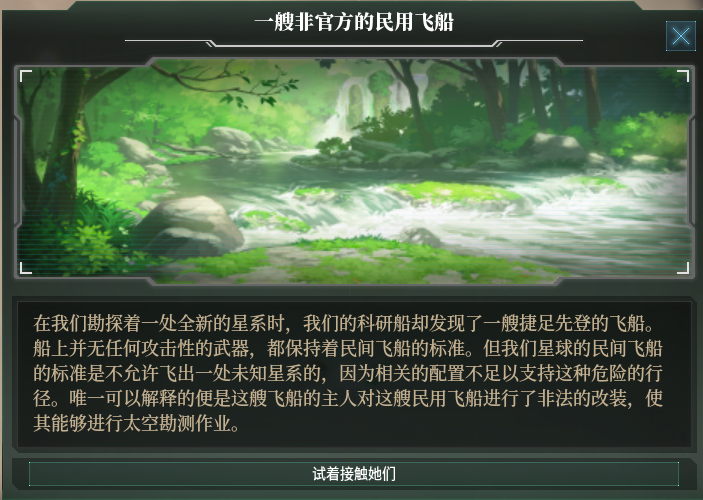 一艘非官方的民用飞船
在我们勘探着一处全新的星系时，我们的科研船却发现了一艘捷足先登的飞船。
船上并无任何攻击性的武器，都保持着民间飞船的标准。但我们星球的民间飞船
的标准是不允许飞出一处未知星系的，因为相关的配置不足以支持这种危险的行
径。唯一可以解释的便是这艘飞船的主人对这艘民用飞船进行了非法的改装，使
其能够进行太空勘测作业。
试着接触她们